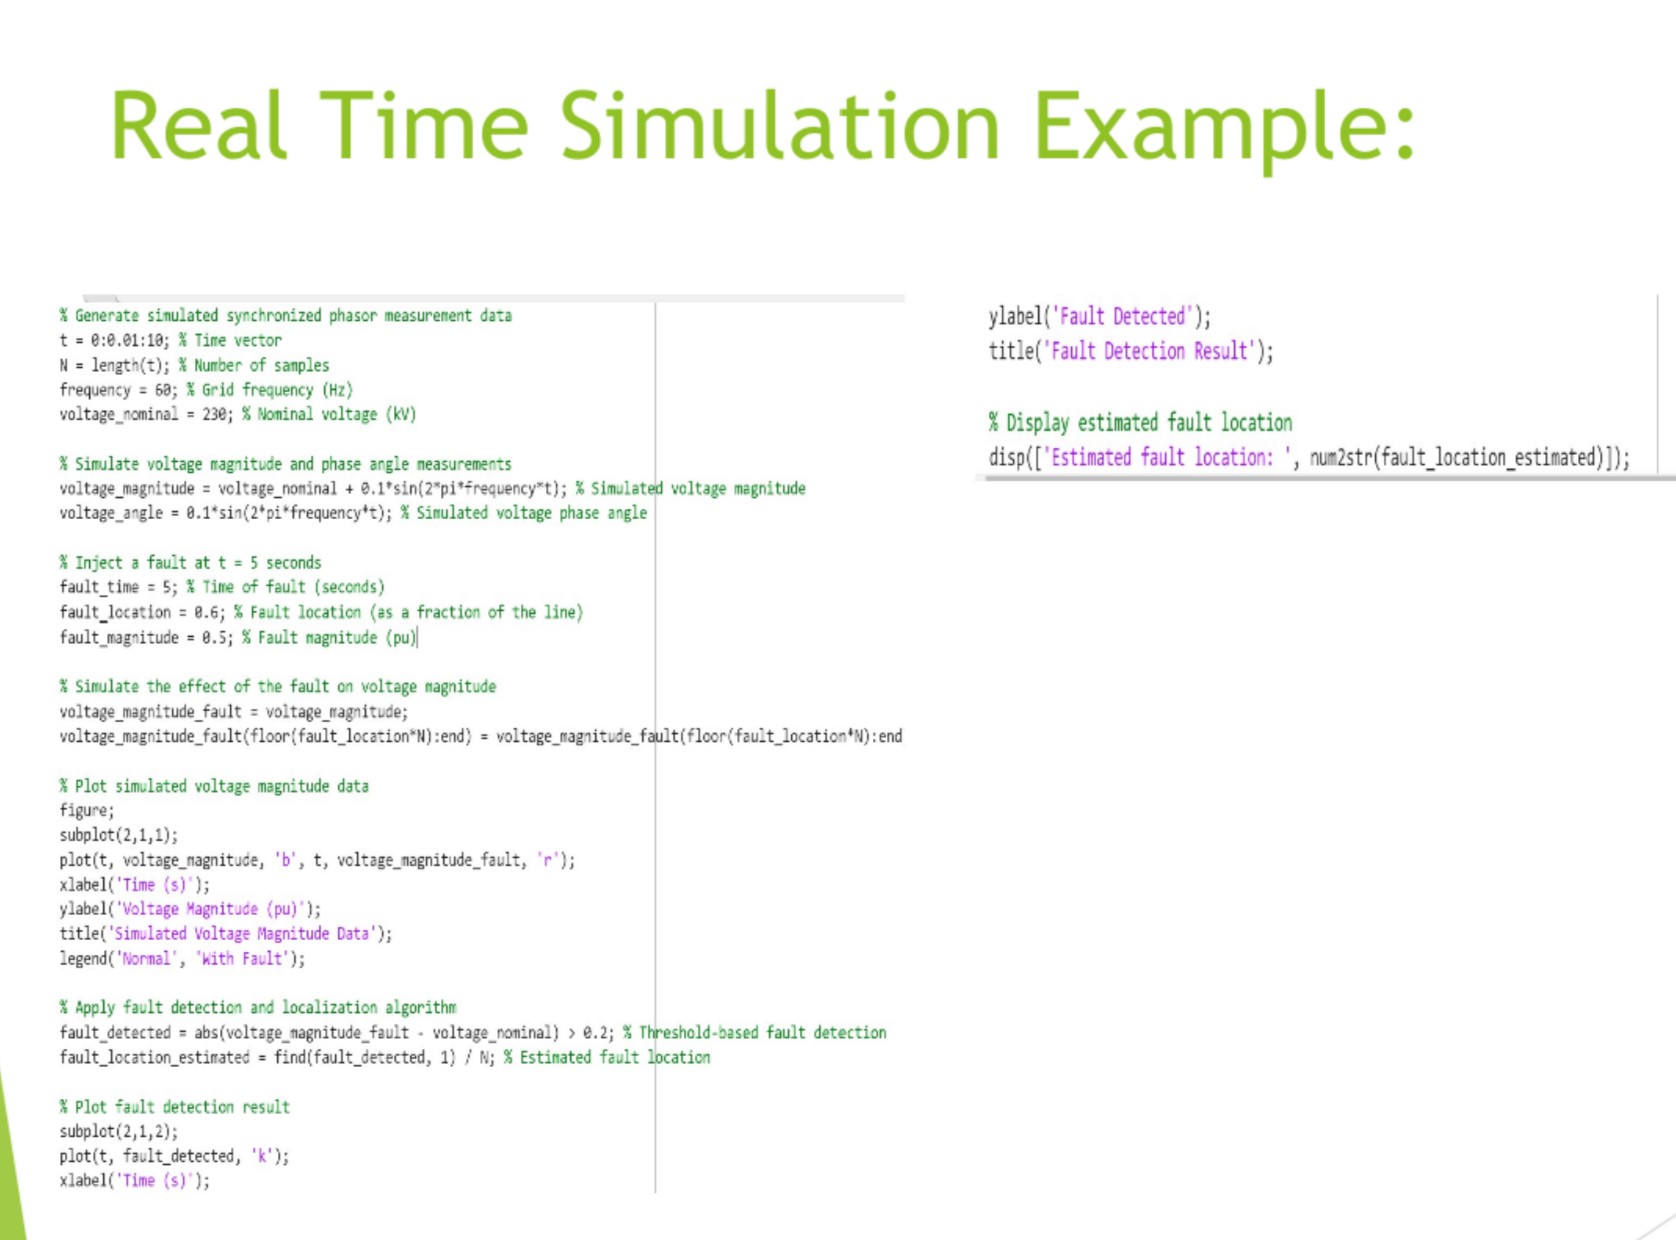 Real Time Simulation Example:
% Generate simulated synchronized phasor measurement data
t = 0:0.01:10; % Time vector
N = length(t); % Number of samples
frequency = 60; % Grid frequency (Hz)
voltage_nominal = 230; % Nominal voltage (kV)
% Simulate voltage magnitude and phase angle measurements
voltage_magnitude = voltage_nominal + 0.1*sin(2*pi*frequency*t); % Simulated voltage magnitude
voltage_angle = 0.1*sin(2*pi*frequency*t); % Simulated voltage phase angle
% Inject a fault at t = 5 seconds
fault_time = 5; % Time of fault (seconds)
fault_location = 0.6; % Fault location (as a fraction of the line)
fault_magnitude = 0.5; % Fault magnitude (pu)
% Simulate the effect of the fault on voltage magnitude
voltage_magnitude_fault = voltage_magnitude;
voltage_magnitude_fault(floor(fault_location*N):end) = voltage_magnitude_fault(floor(fault_location*N):end
% Plot simulated voltage magnitude data
figure;
subplot(2,1,1);
plot(t, voltage_magnitude, 'b', t, voltage_magnitude_fault, 'r');
xlabel('Time (s)');
ylabel('Voltage Magnitude (pu)');
title('Simulated Voltage Magnitude Data');
legend('Normal', 'With Fault');
% Apply fault detection and localization algorithm
fault_detected = abs(voltage_magnitude_fault - voltage_nominal) > 0.2; % Threshold-based fault detection
fault_location_estimated = find(fault_detected, 1) / N; % Estimated fault location
% Plot fault detection result
subplot(2,1,2);
plot(t, fault_detected, 'k');
xlabel('Time (s)');
ylabel('Fault Detected');
title('Fault Detection Result');
% Display estimated fault location
disp(['Estimated fault location: ', num2str(fault_location_estimated)]);